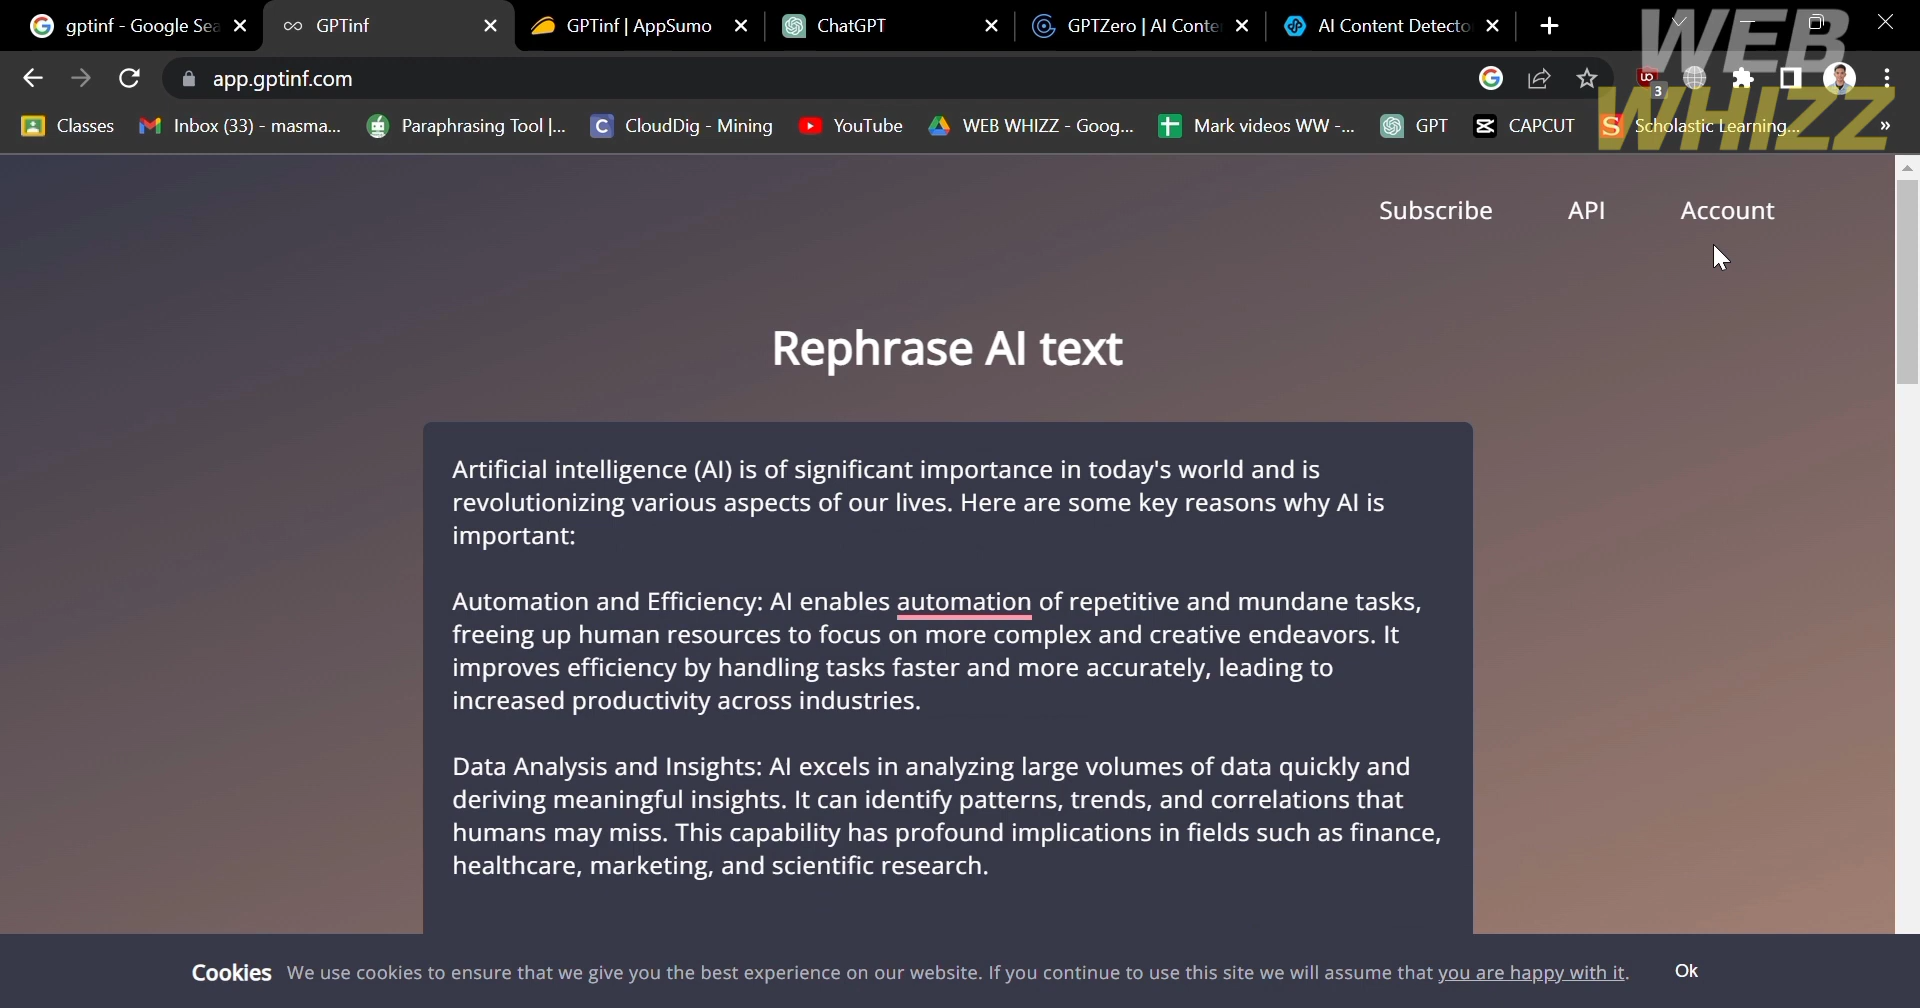 gptinf - Google Sea
GPTinf
GPTinf | AppSumo
ChatGPT
GPTZero | AI Conte
AI Content Detecto
WEB
WHIZZ
app.gptinf.com
3
Classes
Inbox (33) - masma...
Paraphrasing Tool |...
CloudDig - Mining
YouTube
WEB WHIZZ - Goog...
Mark videos WW -...
GPT
CAPCUT
Scholastic Learning...
Subscribe
API
Account
Rephrase AI text
Artificial intelligence (AI) is of significant importance in today's world and is
revolutionizing various aspects of our lives. Here are some key reasons why AI is
important:
Automation and Efficiency: AI enables automation of repetitive and mundane tasks,
freeing up human resources to focus on more complex and creative endeavors. It
improves efficiency by handling tasks faster and more accurately, leading to
increased productivity across industries.
Data Analysis and Insights: AI excels in analyzing large volumes of data quickly and
deriving meaningful insights. It can identify patterns, trends, and correlations that
humans may miss. This capability has profound implications in fields such as finance,
healthcare, marketing, and scientific research.
Cookies We use cookies to ensure that we give you the best experience on our website. If you continue to use this site we will assume that you are happy with it. Ok